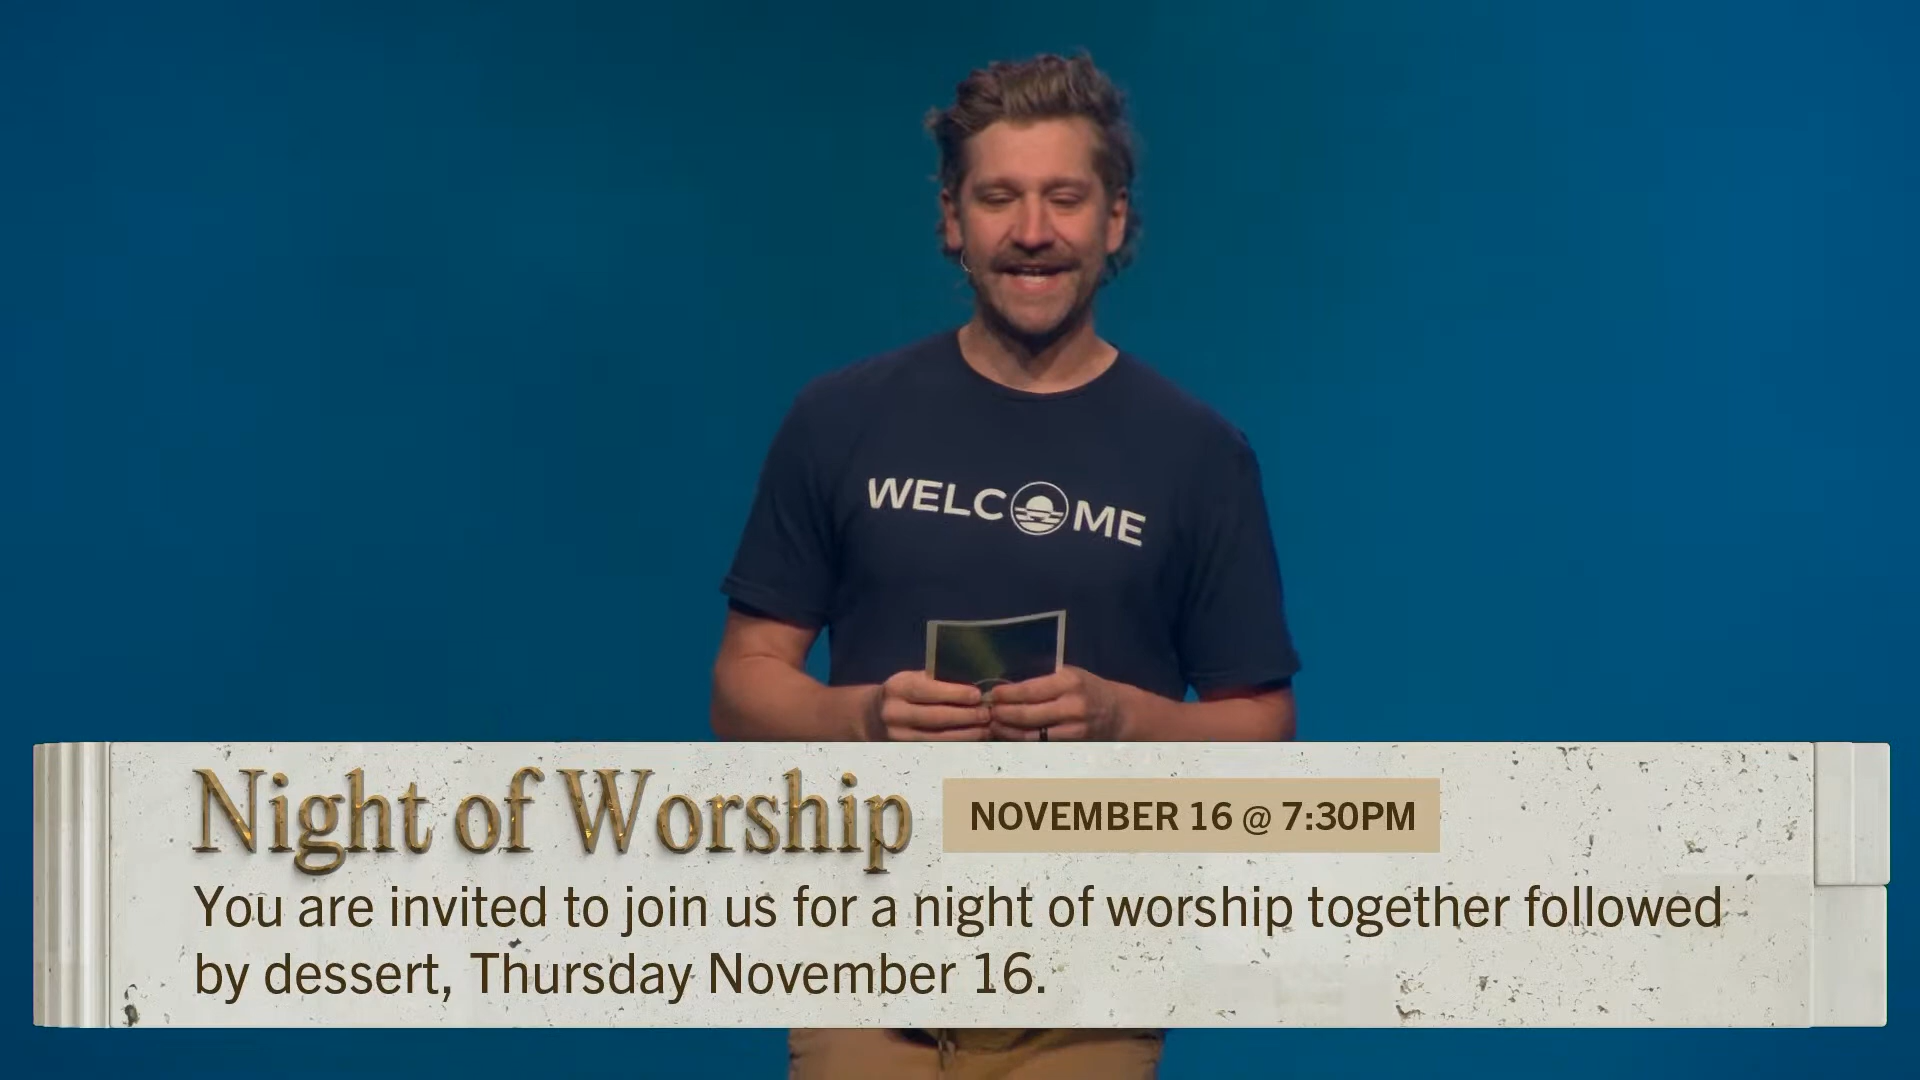 WELCOME
Night of Worship
NOVEMBER 16 @ 7:30PM
You are invited to join us for a night of worship together followed
by dessert, Thursday November 16.